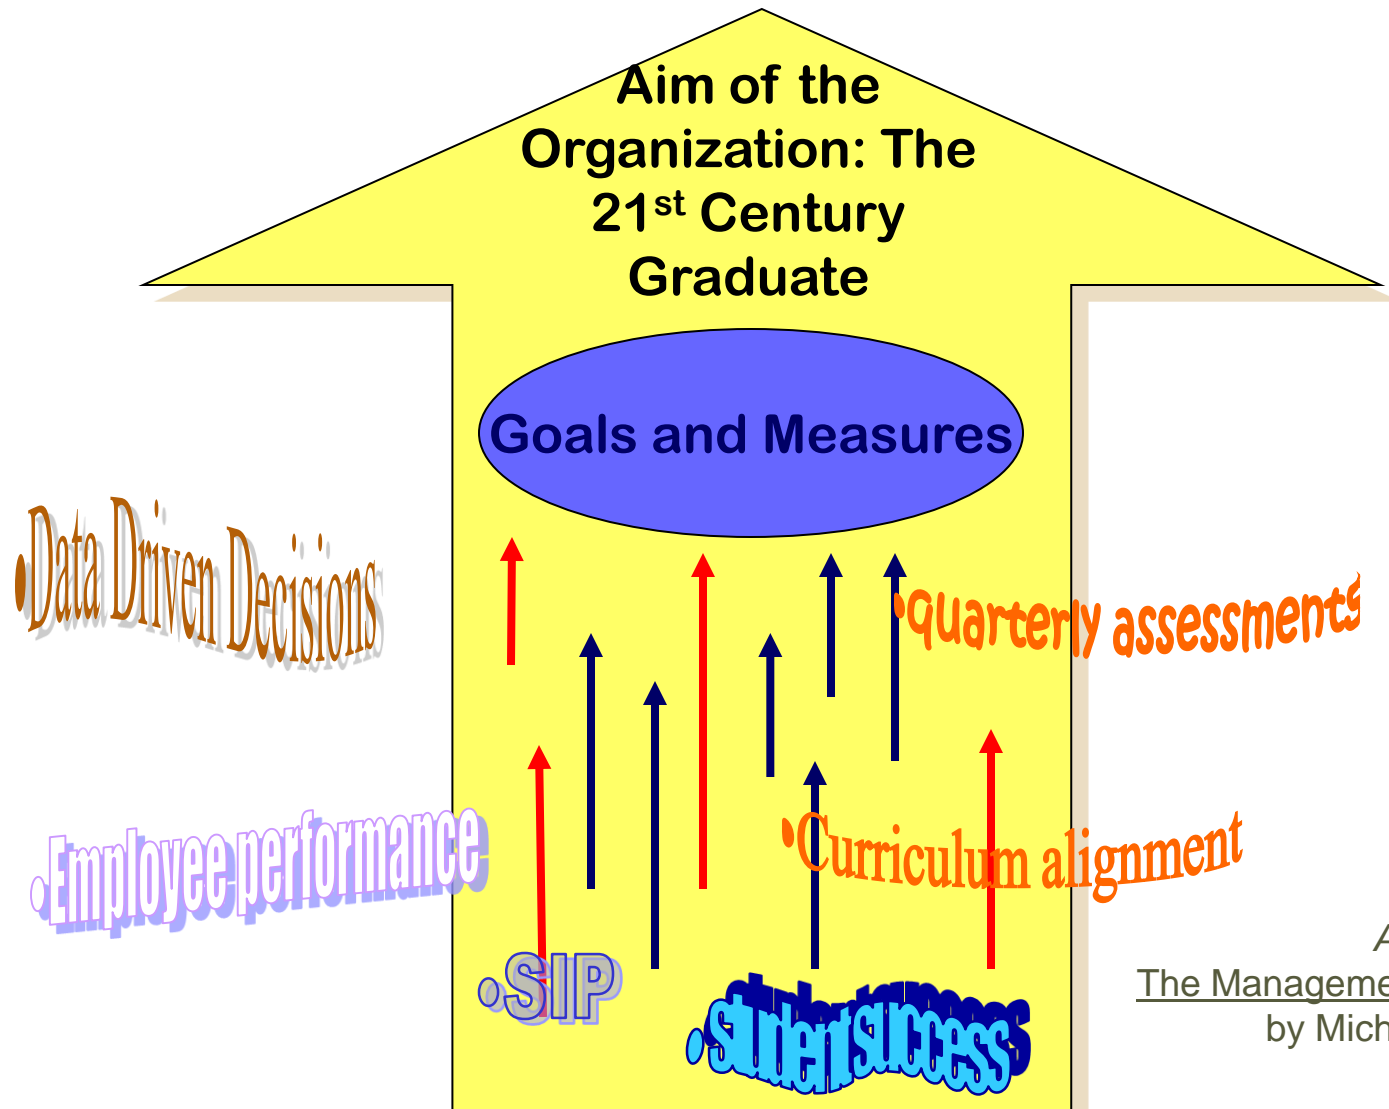 Aim of the
Organization: The
21st Century
Graduate
Goals and Measures
•Data Driven Decisions
•quarterly assessments
•Employee performance
•Curriculum alignment
•SIP
•student success
A
The Manageme
by Mich